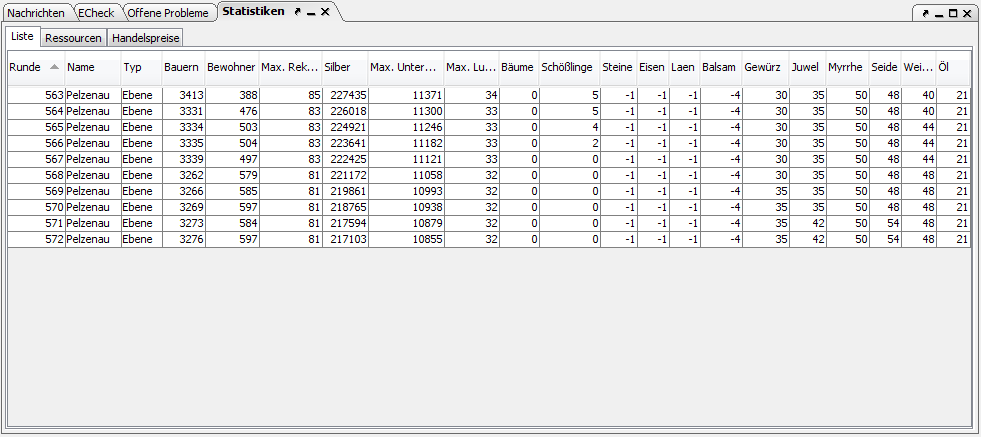 Nachrichten ECheck Offene Probleme Statistiken
Liste Ressourcen Handelspreise
Runde Name Typ Bauern Bewohner Max. Rek... Silber Max. Unter... Max. Lu... Bäume Schößlinge Steine Eisen Laen Balsam Gewürz Juwel Myrrhe Seide Wei... Öl
563 Pelzenau Ebene 3413 388 85 227435 11371 34 0 5 -1 -1 -1 -4 30 35 50 48 40 21
564 Pelzenau Ebene 3331 476 83 226018 11300 33 0 5 -1 -1 -1 -4 30 35 50 48 40 21
565 Pelzenau Ebene 3334 503 83 224921 11246 33 0 4 -1 -1 -1 -4 30 35 50 48 44 21
566 Pelzenau Ebene 3335 504 83 223641 11182 33 0 2 -1 -1 -1 -4 30 35 50 48 44 21
567 Pelzenau Ebene 3339 497 83 222425 11121 33 0 0 -1 -1 -1 -4 30 35 50 48 44 21
568 Pelzenau Ebene 3262 579 81 221172 11058 32 0 0 -1 -1 -1 -4 30 35 50 48 48 21
569 Pelzenau Ebene 3266 585 81 219861 10993 32 0 0 -1 -1 -1 -4 35 35 50 48 48 21
570 Pelzenau Ebene 3269 597 81 218765 10938 32 0 0 -1 -1 -1 -4 35 35 50 48 48 21
571 Pelzenau Ebene 3273 584 81 217594 10879 32 0 0 -1 -1 -1 -4 35 42 50 54 48 21
572 Pelzenau Ebene 3276 597 81 217103 10855 32 0 0 -1 -1 -1 -4 35 42 50 54 48 21